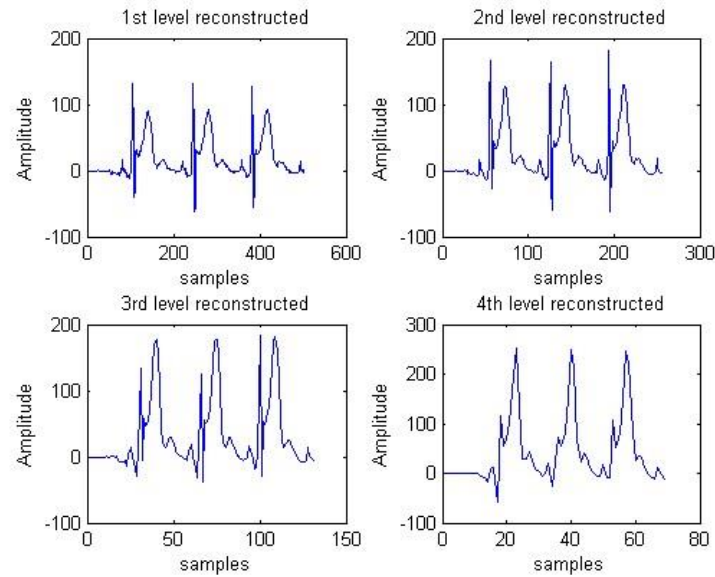 1st level reconstructed
200
100
0
-100
Amplitude
0 200 400 600
samples
2nd level reconstructed
200
100
0
-100
Amplitude
0 100 200 300
samples
3rd level reconstructed
200
100
0
-100
Amplitude
0 50 100 150
samples
4th level reconstructed
300
200
100
0
-100
Amplitude
0 20 40 60 80
samples